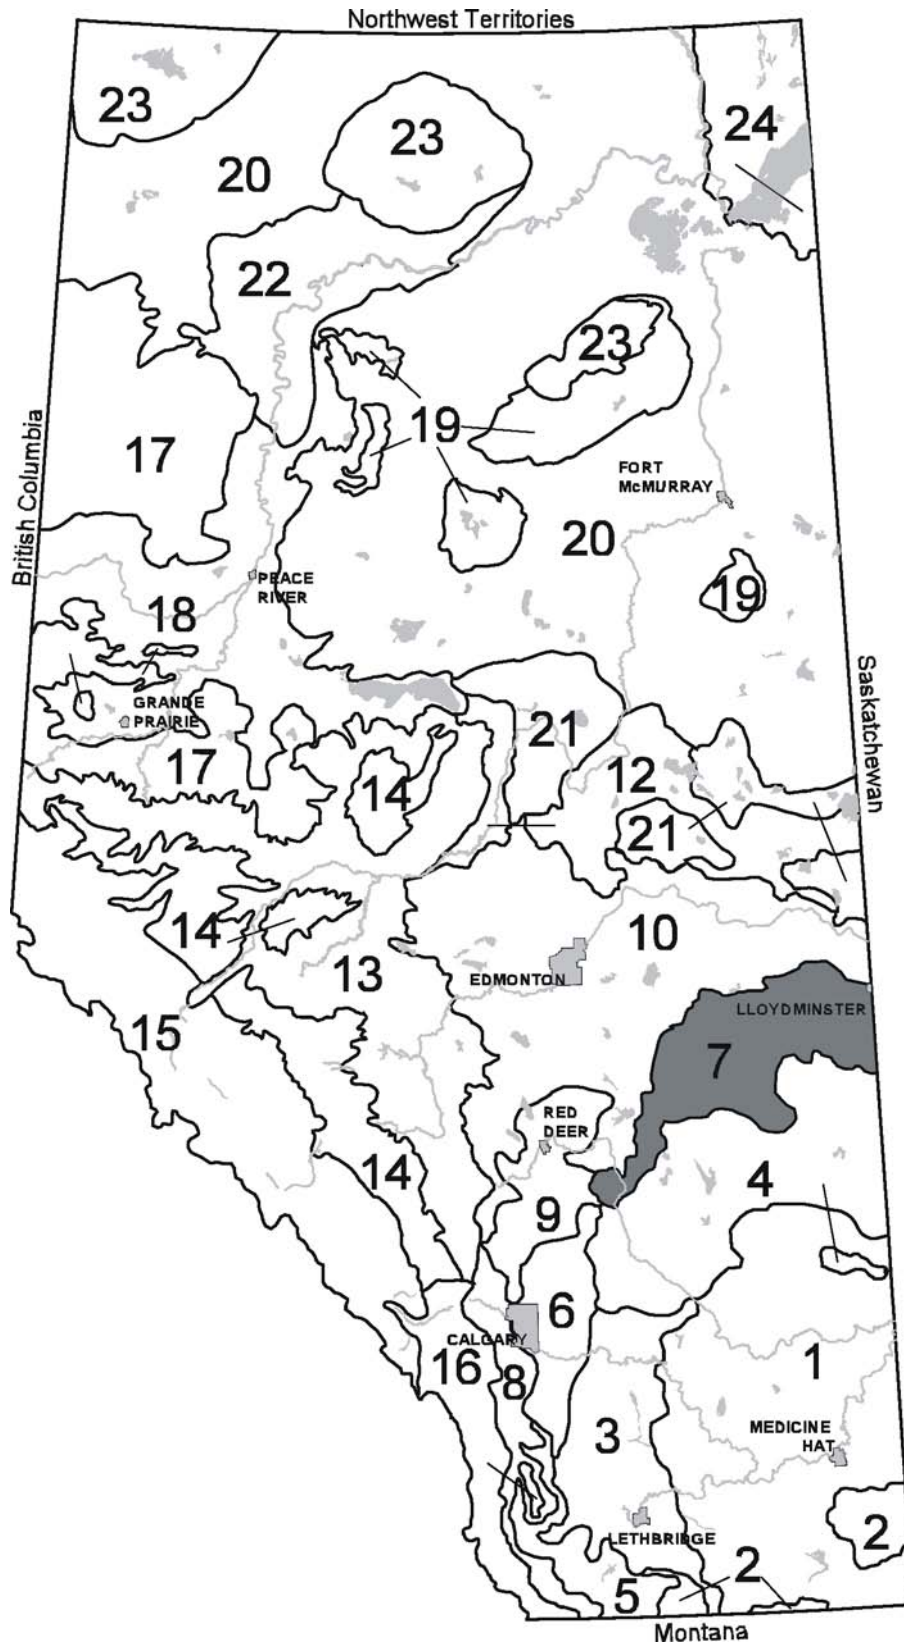 Northwest Territories
23
23
24
20
22
23
British Columbia
19
17
FORT
McMURRAY
20
PEACE
RIVER
19
18
Saskatchewan
GRANDE
PRAIRIE
21
17
12
14
21
14
10
13
EDMONTON
LLOYDMINSTER
15
7
RED
DEER
14
4
9
6
CALGARY
16
8
1
3
MEDICINE
HAT
2
LETHBRIDGE
2
5
Montana